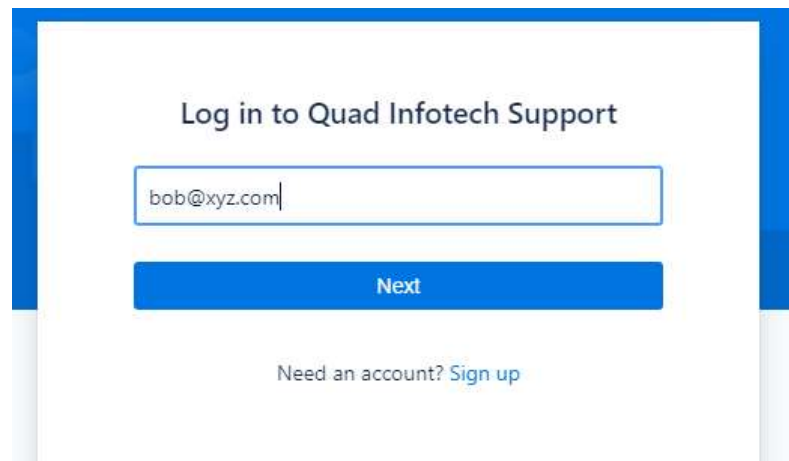 Log in to Quad Infotech Support
bob@xyz.com
Next
Need an account? Sign up